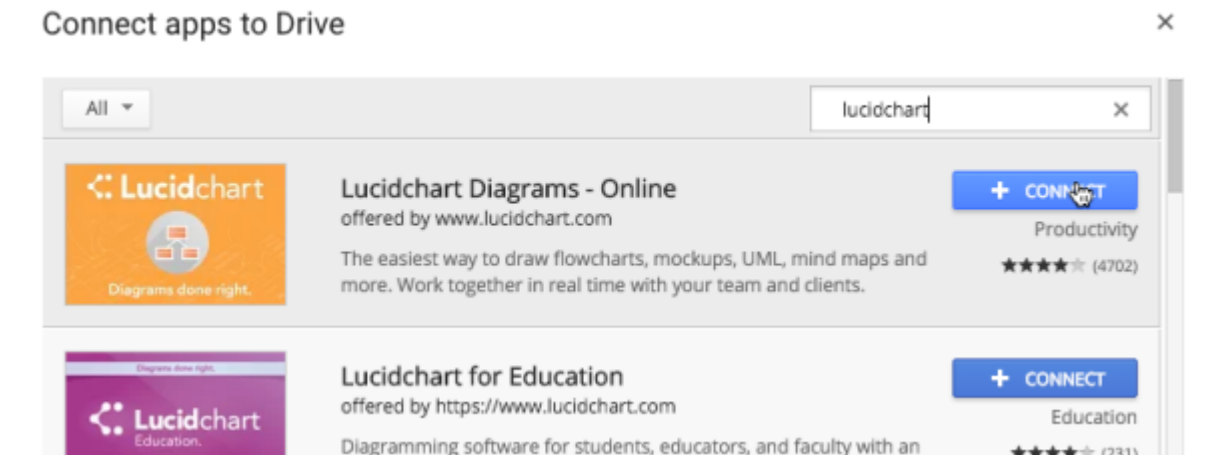 Connect apps to Drive
All
lucidchart
Lucidchart
Diagrams done right.
Lucidchart Diagrams - Online
offered by www.lucidchart.com
The easiest way to draw flowcharts, mockups, UML, mind maps and
more. Work together in real time with your team and clients.
+ CONNECT
Productivity
(4702)
Diagrams done right.
Lucidchart
Education.
Lucidchart for Education
offered by https://www.lucidchart.com
Diagramming software for students, educators, and faculty with an
+ CONNECT
Education
(231)